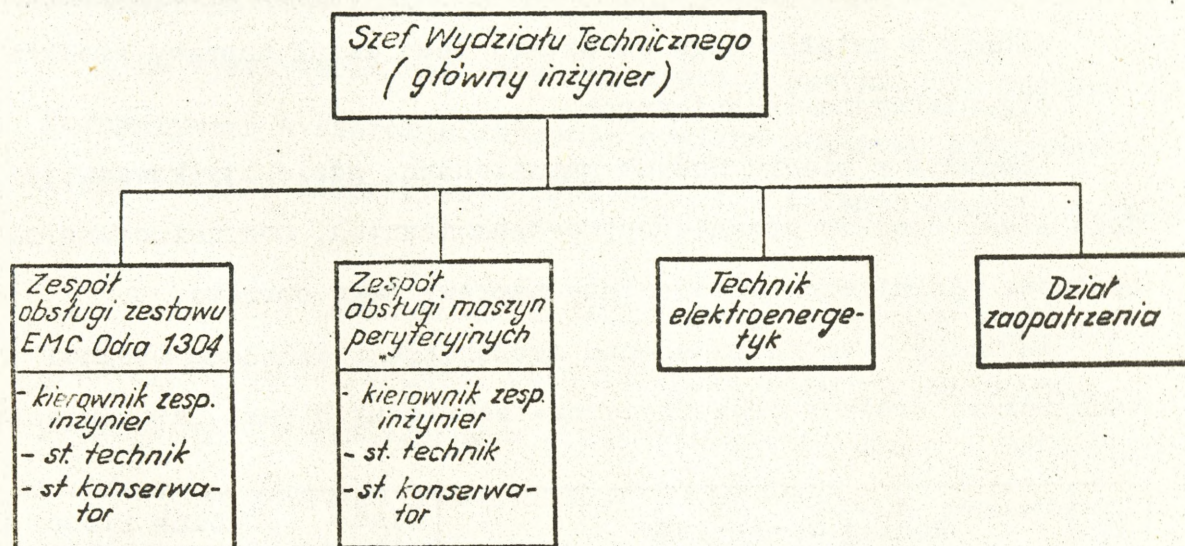 Szef Wydziału Technicznego
(główny inżynier)
Zespół
obsługi zestawu
EMC Odra 1304
- kierownik zesp.
inżynier
- st. technik
- st konserwa-
tor
Zespół
obsługi maszyn
peryferyjnych
- kierownik zesp.
inżynier
- st. technik
- st. konserwa-
tor
Technik
elektroenerge-
tyk
Dział
zaopatrzenia